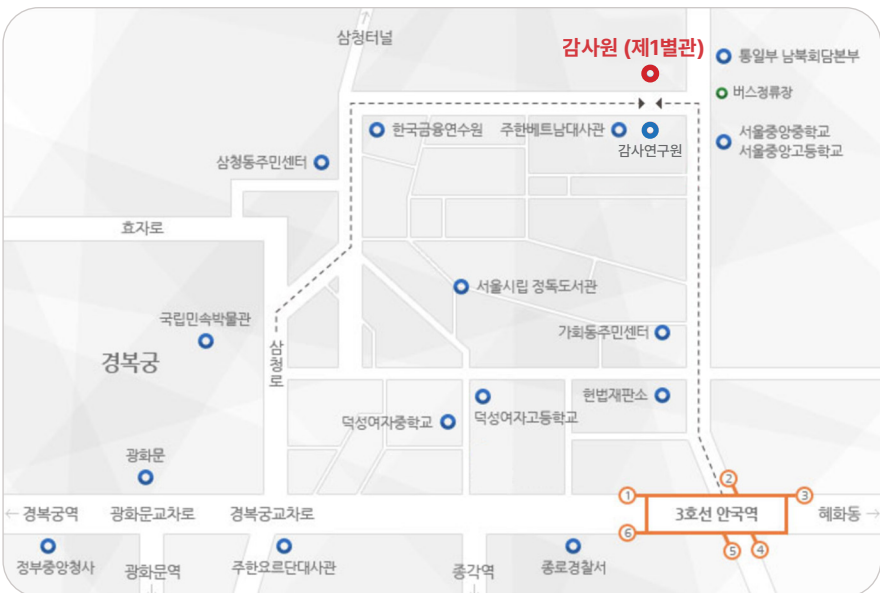 삼청터널
감사원 (제1별관)
통일부 남북회담본부
버스정류장
한국금융연수원
주한베트남대사관
감사연구원
서울중앙중학교
서울중앙고등학교
삼청동주민센터
효자로
서울시립 정독도서관
국립민속박물관
경복궁
삼청로
가회동주민센터
헌법재판소
덕성여자중학교
덕성여자고등학교
광화문
②
①
③
← 경복궁역
광화문교차로
경복궁교차로
3호선 안국역
혜화동 →
⑥
⑤
④
정부중앙청사
광화문역
주한요르단대사관
종각역
종로경찰서